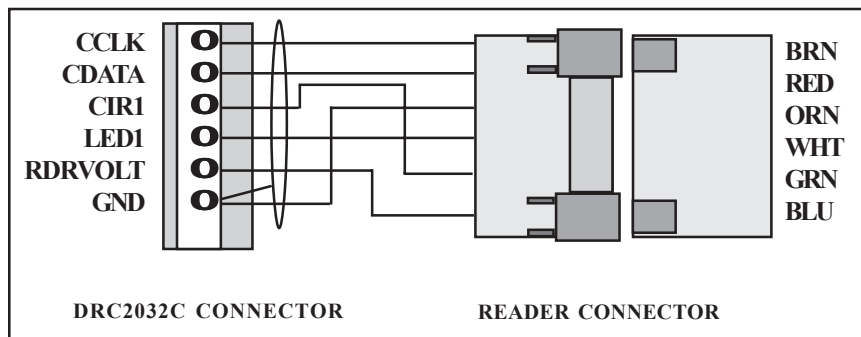 CCLK
CDATA
CIR1
LED1
RDRVOLT
GND
BRN
RED
ORN
WHT
GRN
BLU
DRC2032C CONNECTOR
READER CONNECTOR